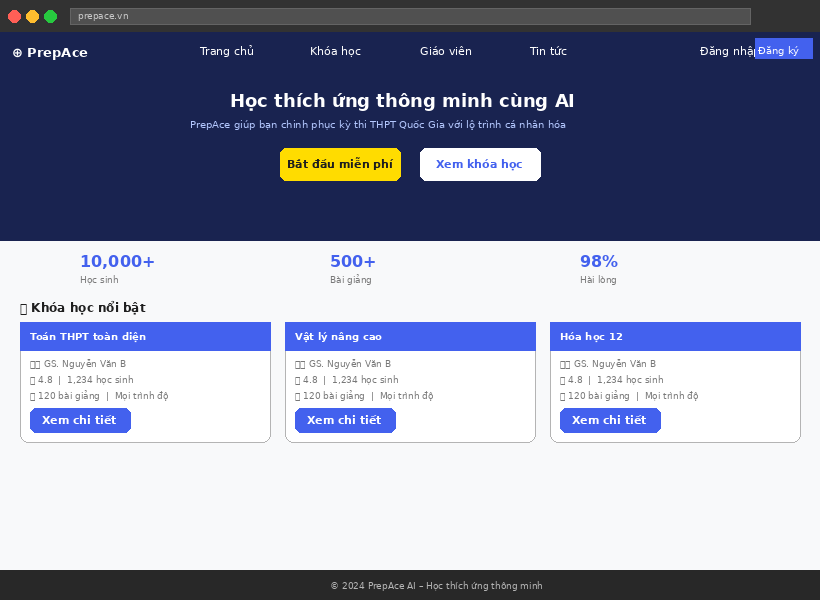 prepace.vn
⊕ PrepAce
Trang chủ
Khóa học
Giáo viên
Tin tức
Đăng nhập
Đăng ký
Học thích ứng thông minh cùng AI
PrepAce giúp bạn chinh phục kỳ thi THPT Quốc Gia với lộ trình cá nhân hóa
Bắt đầu miễn phí
Xem khóa học
10,000+
500+
98%
Học sinh
Bài giảng
Hài lòng
Khóa học nổi bật
Toán THPT toàn diện
GS. Nguyễn Văn B
4.8 | 1,234 học sinh
120 bài giảng | Mọi trình độ
Xem chi tiết
Vật lý nâng cao
GS. Nguyễn Văn B
4.8 | 1,234 học sinh
120 bài giảng | Mọi trình độ
Xem chi tiết
Hóa học 12
GS. Nguyễn Văn B
4.8 | 1,234 học sinh
120 bài giảng | Mọi trình độ
Xem chi tiết
© 2024 PrepAce AI – Học thích ứng thông minh